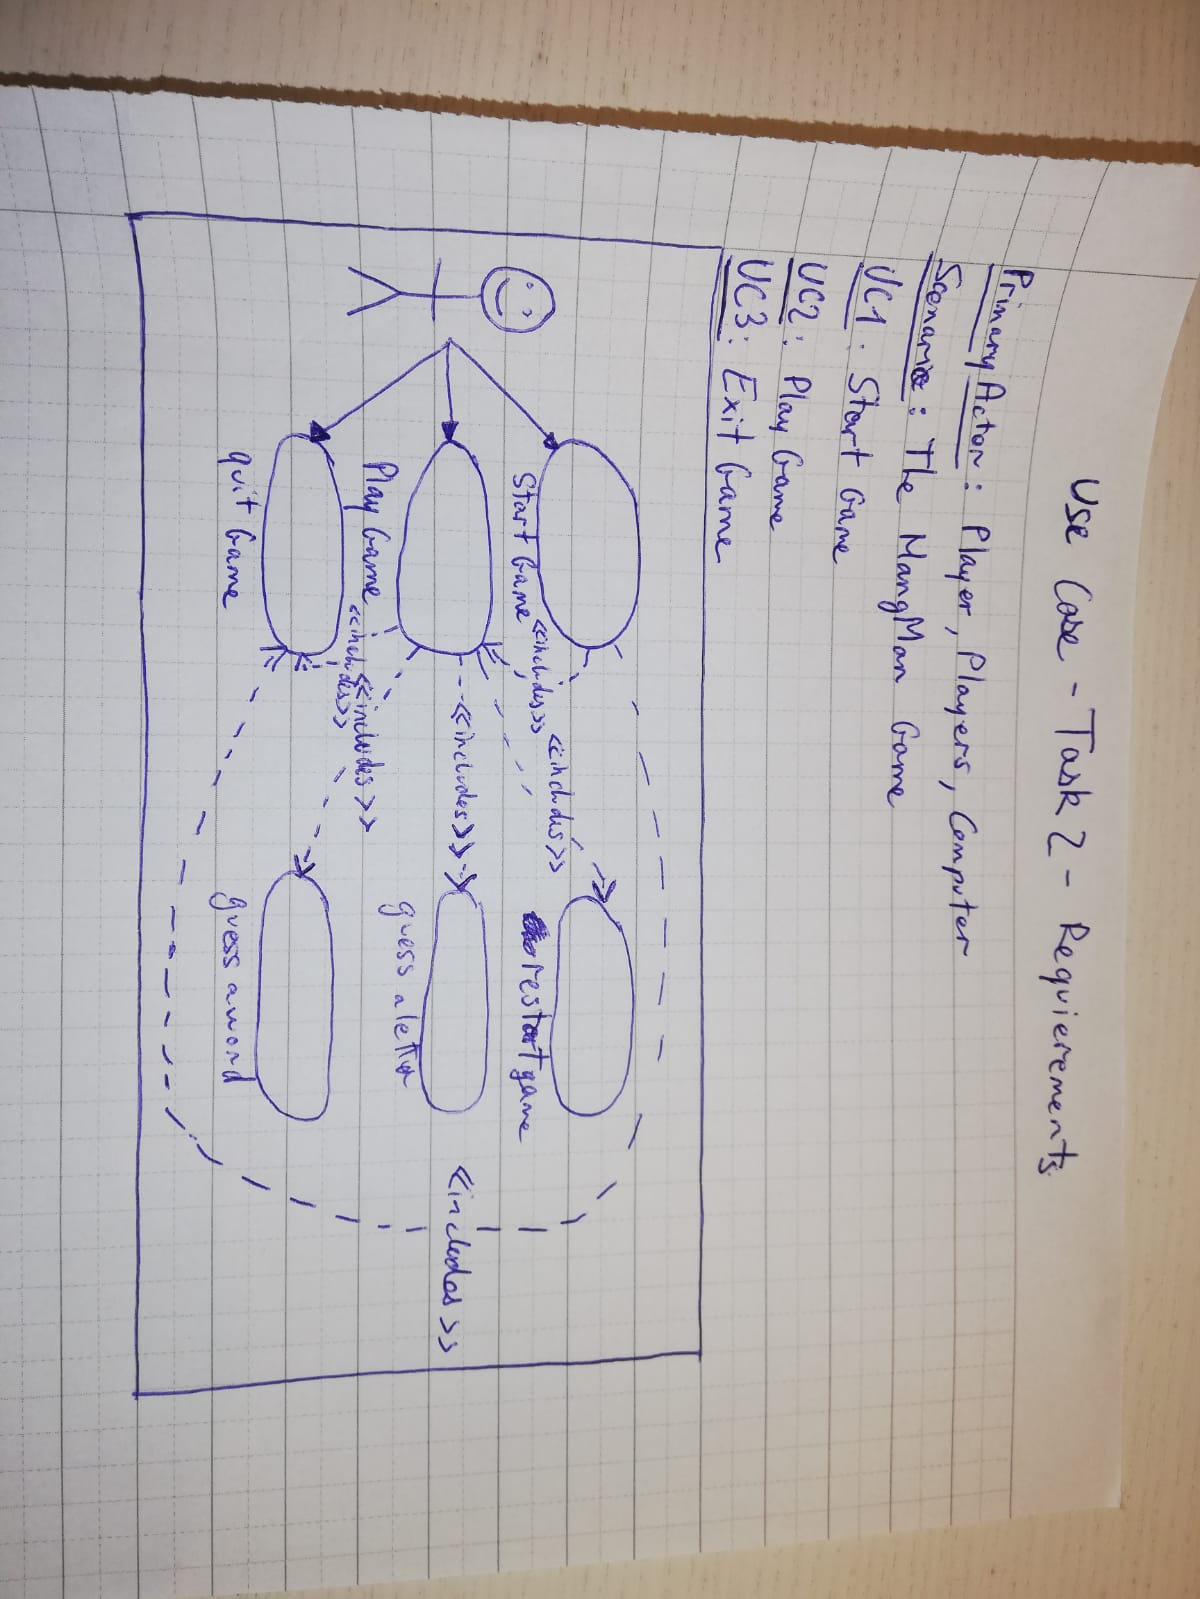 Use Case - Task 2 - Requierements
Primary Actor: Player, Players, Computer
Scenario: The MangMan Game
UC1: Start Game
UC2: Play Game
UC3: Exit Game
Start Game
<<includes>>
<<includes>>
restart game
Play Game
<<includes>>
guess a letter
<<includes>>
<<includes>>
<<includes>>
quit Game
guess a word